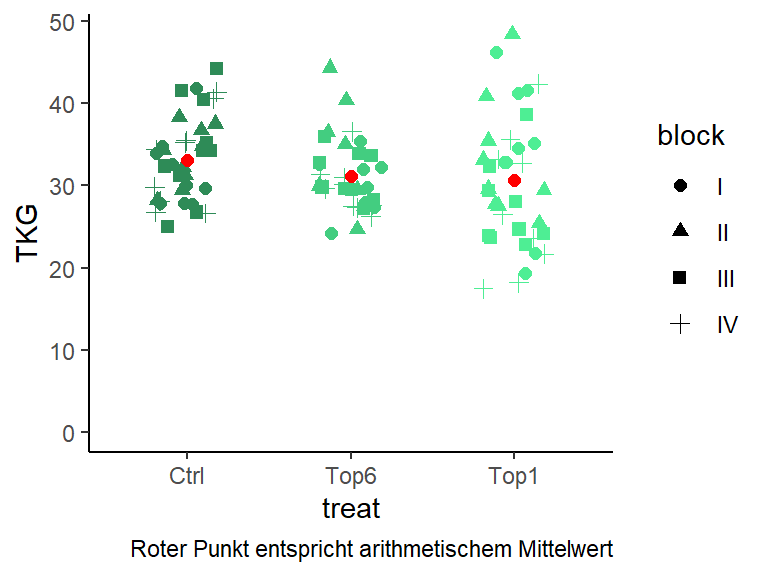 50
40
30
20
10
0
TKG
Ctrl
Top6
Top1
treat
Roter Punkt entspricht arithmetischem Mittelwert
block
I
II
III
IV